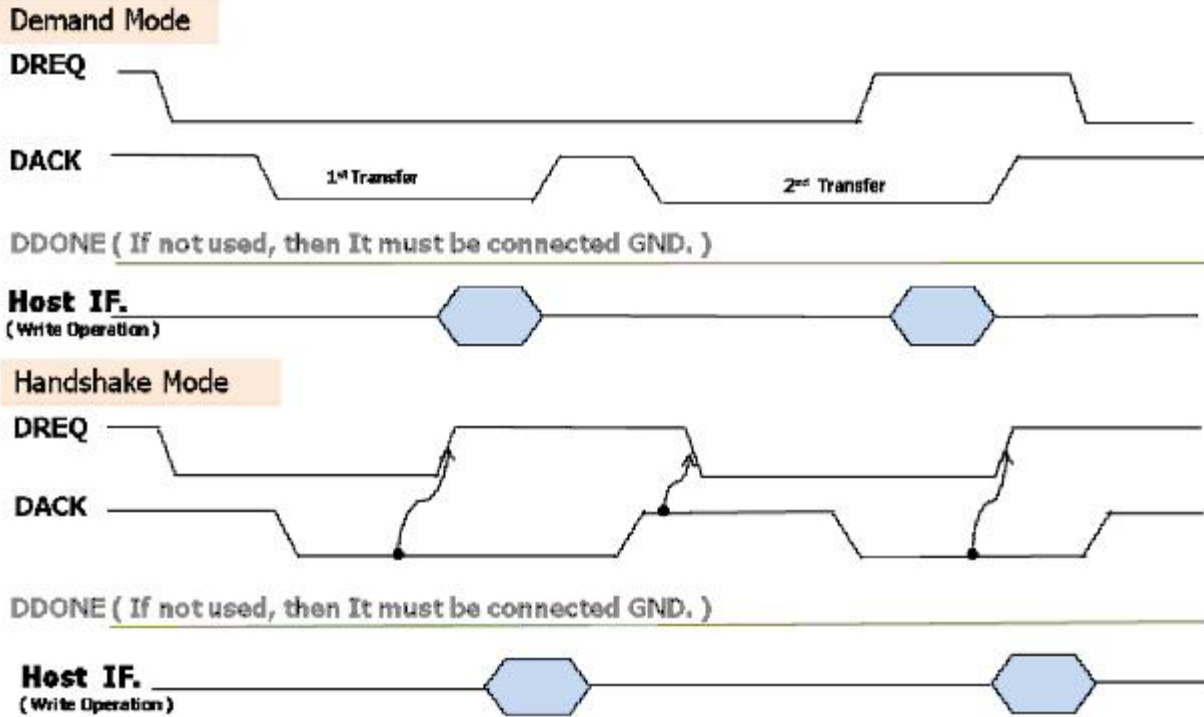 Demand Mode
DREQ
DACK
1st Transfer
2nd Transfer
DDONE ( If not used, then It must be connected GND. )
Host IF.
( Write Operation )
Handshake Mode
DREQ
DACK
DDONE ( If not used, then It must be connected GND. )
Host IF.
( Write Operation )